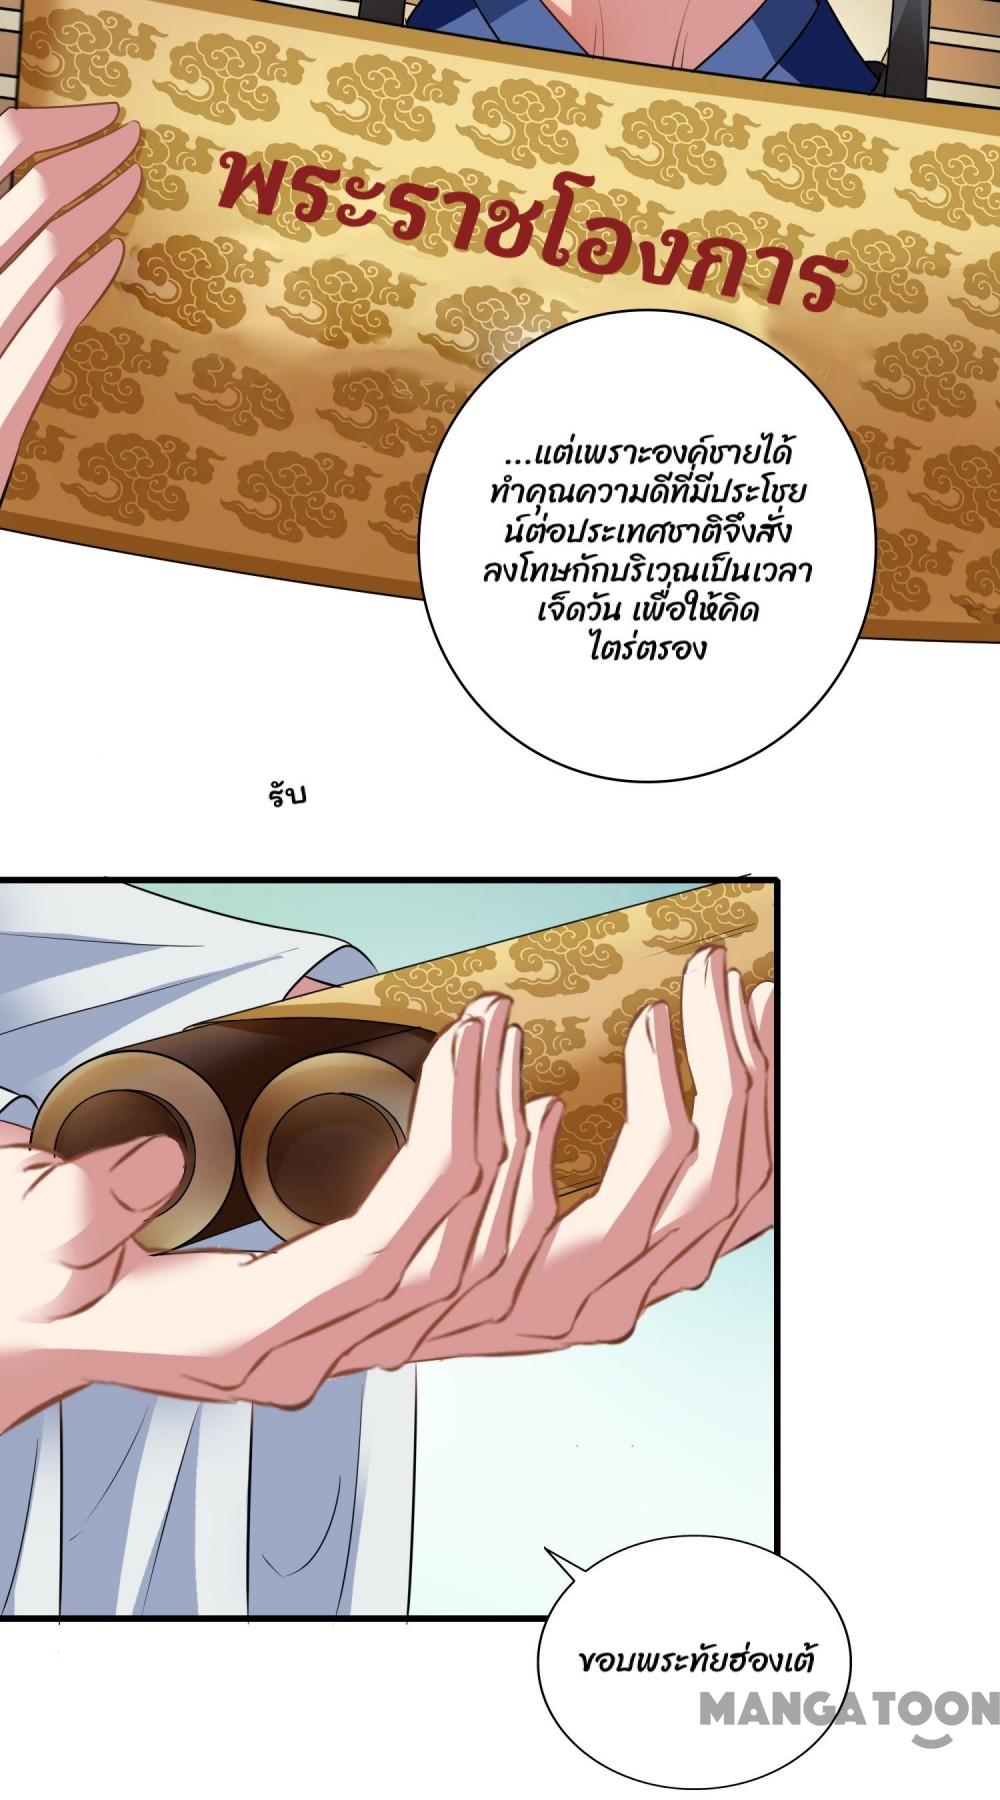 พระราชโองการ
...แต่เพราะองค์ชายได้
ทำคุณความดีที่มีประโชย
น์ต่อประเทศชาติจึงสั่ง
ลงโทษกักบริเวณเป็นเวลา
เจ็ดวัน เพื่อให้คิด
ไตร่ตรอง
รับ
ขอบพระทัยฮ่องเต้
MANGATOON